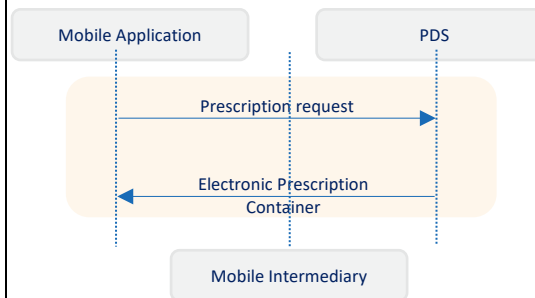 Mobile Application
PDS
Prescription request
Electronic Prescription
Container
Mobile Intermediary